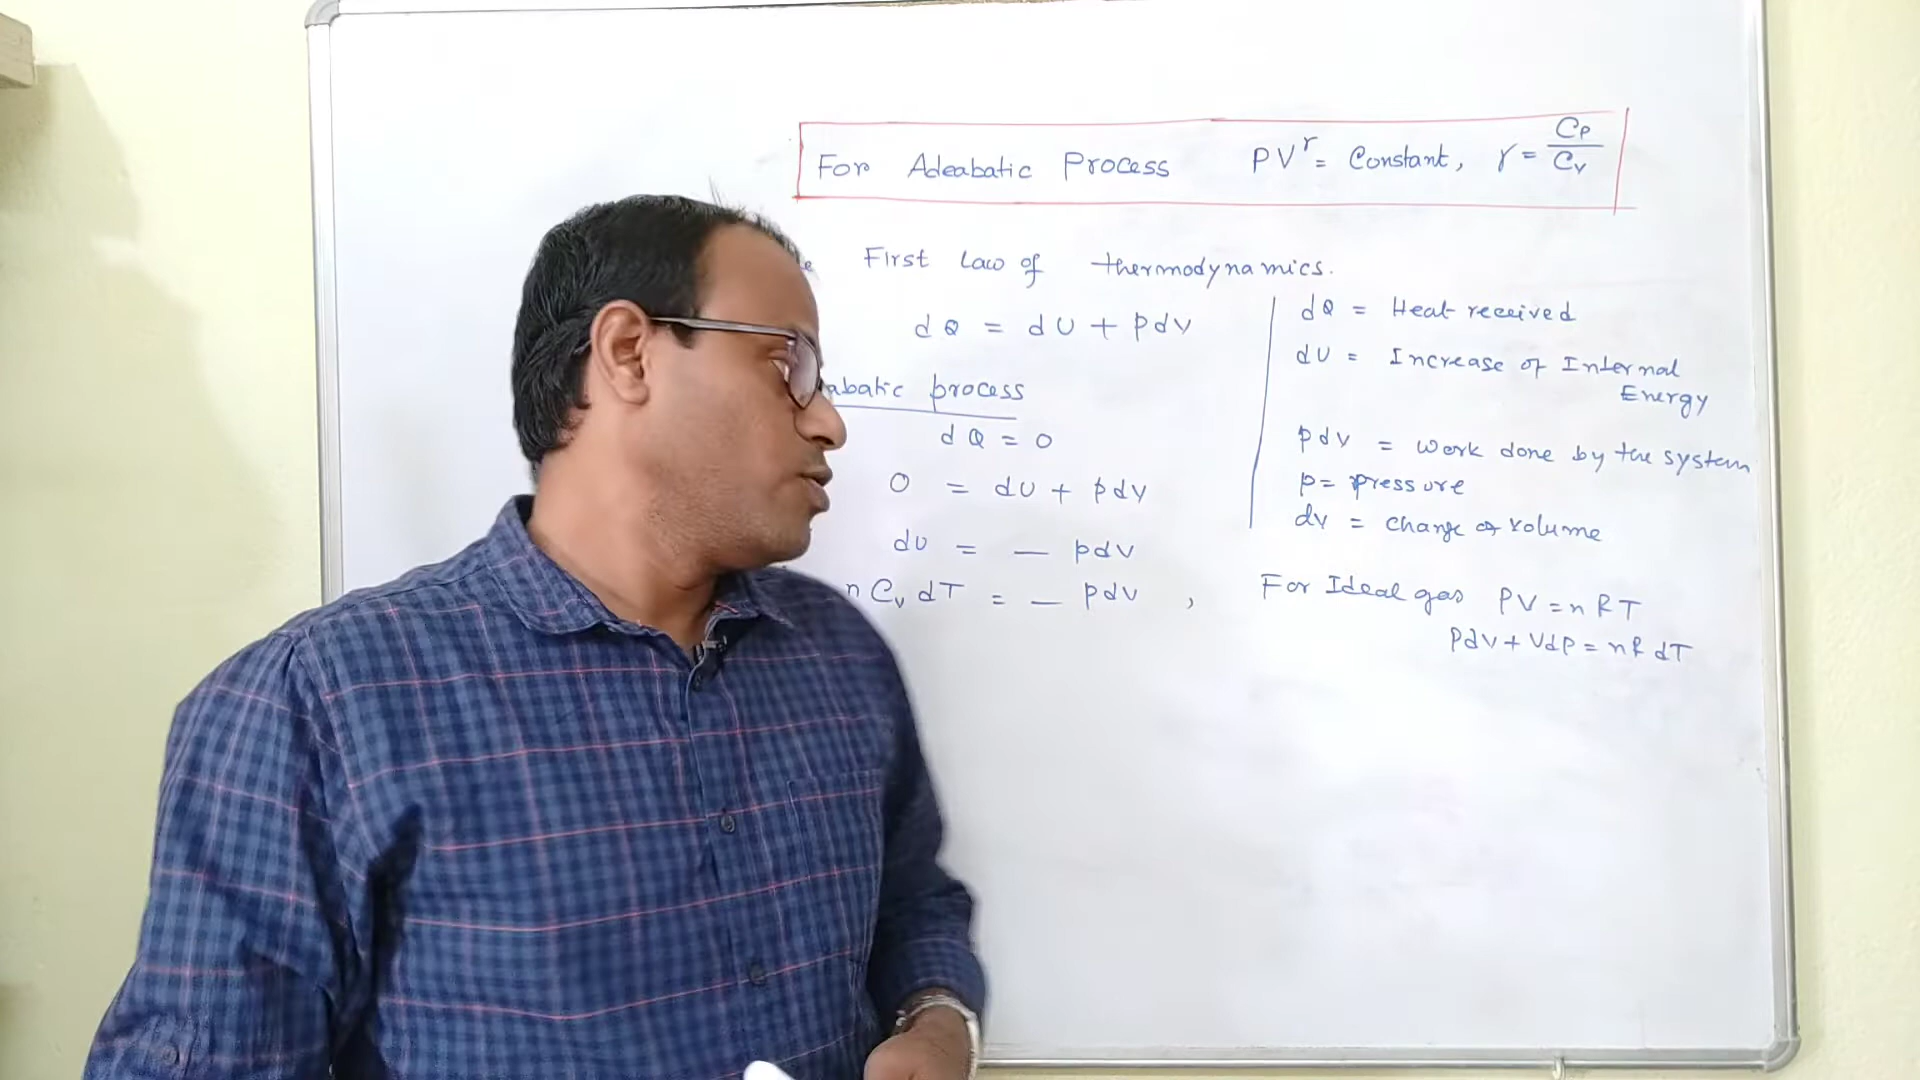 For Adeabatic Process PV^γ = Constant, γ = Cp/Cv
First Law of thermodynamics.
dQ = dU + pdv
abatic process
dQ = 0
0 = dU + pdv
dU = — pdv
n Cv dT = — pdv ,
dQ = Heat received
dU = Increase of Internal
Energy
pdv = work done by the system
p = pressure
dv = change of volume
For Ideal gas PV = nRT
Pdv + Vdp = nR dT